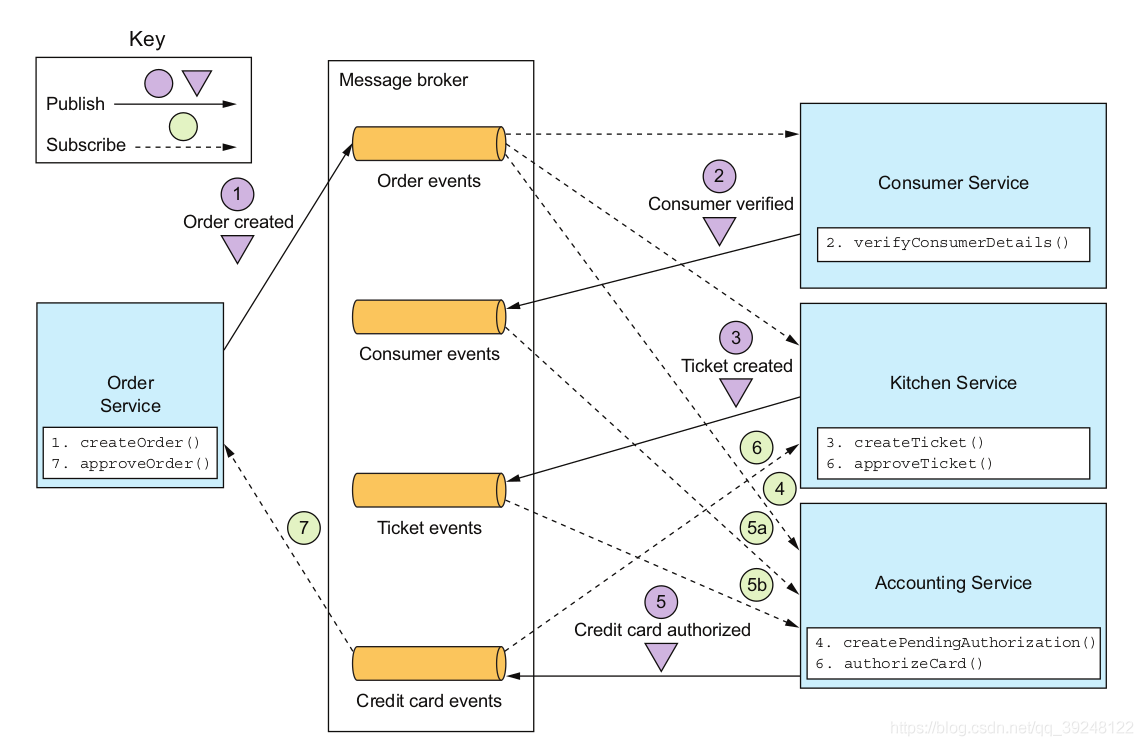 Key
Publish
Subscribe
Message broker
Order events
1
Order created
2
Consumer verified
Consumer Service
2. verifyConsumerDetails()
Consumer events
3
Ticket created
Kitchen Service
3. createTicket()
6. approveTicket()
Order
Service
1. createOrder()
7. approveOrder()
6
4
Ticket events
7
5a
5b
Accounting Service
4. createPendingAuthorization()
6. authorizeCard()
5
Credit card authorized
Credit card events
https://blog.csdn.net/qq_39248122